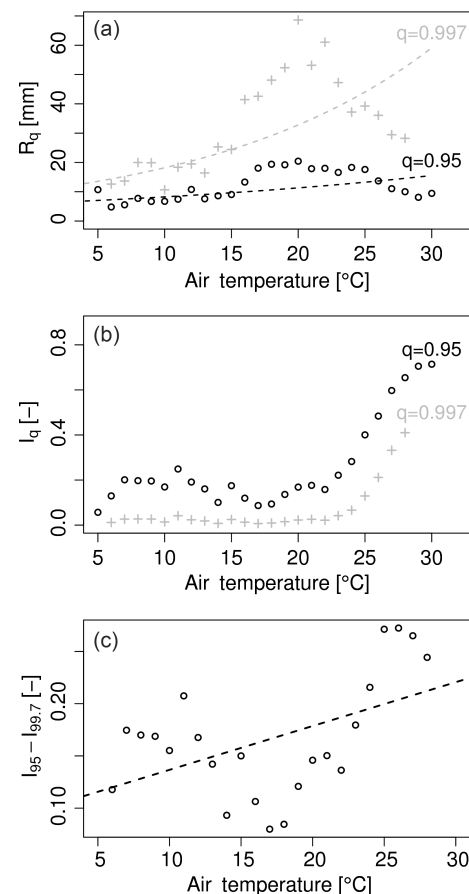 (a)
q=0.997
q=0.95
R_q [mm]
0 20 40 60
5 10 15 20 25 30
Air temperature [°C]
(b)
q=0.95
q=0.997
I_q [-]
0.0 0.4 0.8
5 10 15 20 25 30
Air temperature [°C]
(c)
I_95 − I_99.7 [-]
0.10 0.20
5 10 15 20 25 30
Air temperature [°C]